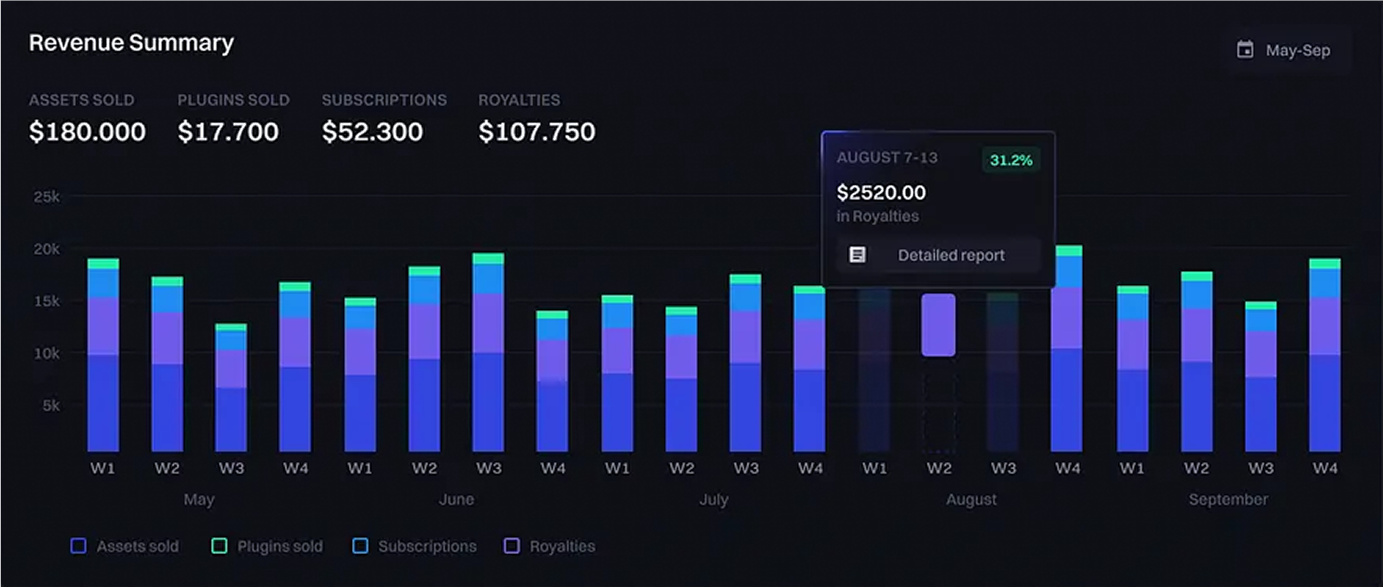 Revenue Summary
May-Sep
ASSETS SOLD PLUGINS SOLD SUBSCRIPTIONS ROYALTIES
$180.000 $17.700 $52.300 $107.750
AUGUST 7-13 31.2%
$2520.00
in Royalties
Detailed report
25k
20k
15k
10k
5k
W1 W2 W3 W4 W1 W2 W3 W4 W1 W2 W3 W4 W1 W2 W3 W4 W1 W2 W3 W4
May June July August September
Assets sold Plugins sold Subscriptions Royalties